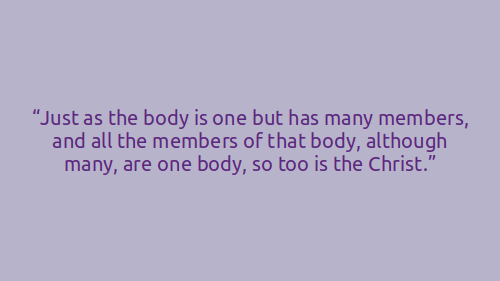 “Just as the body is one but has many members,
and all the members of that body, although
many, are one body, so too is the Christ.”